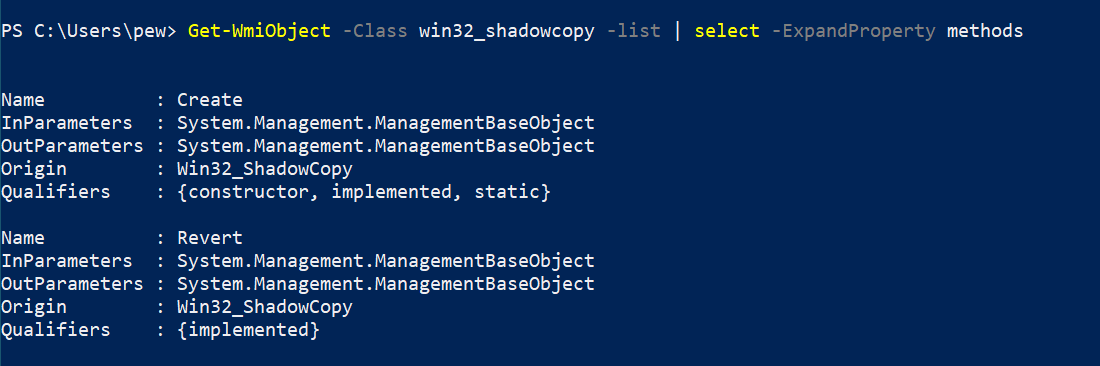 PS C:\Users\pew> Get-WmiObject -Class win32_shadowcopy -list | select -ExpandProperty methods
Name          : Create
InParameters  : System.Management.ManagementBaseObject
OutParameters : System.Management.ManagementBaseObject
Origin        : Win32_ShadowCopy
Qualifiers    : {constructor, implemented, static}
Name          : Revert
InParameters  : System.Management.ManagementBaseObject
OutParameters : System.Management.ManagementBaseObject
Origin        : Win32_ShadowCopy
Qualifiers    : {implemented}